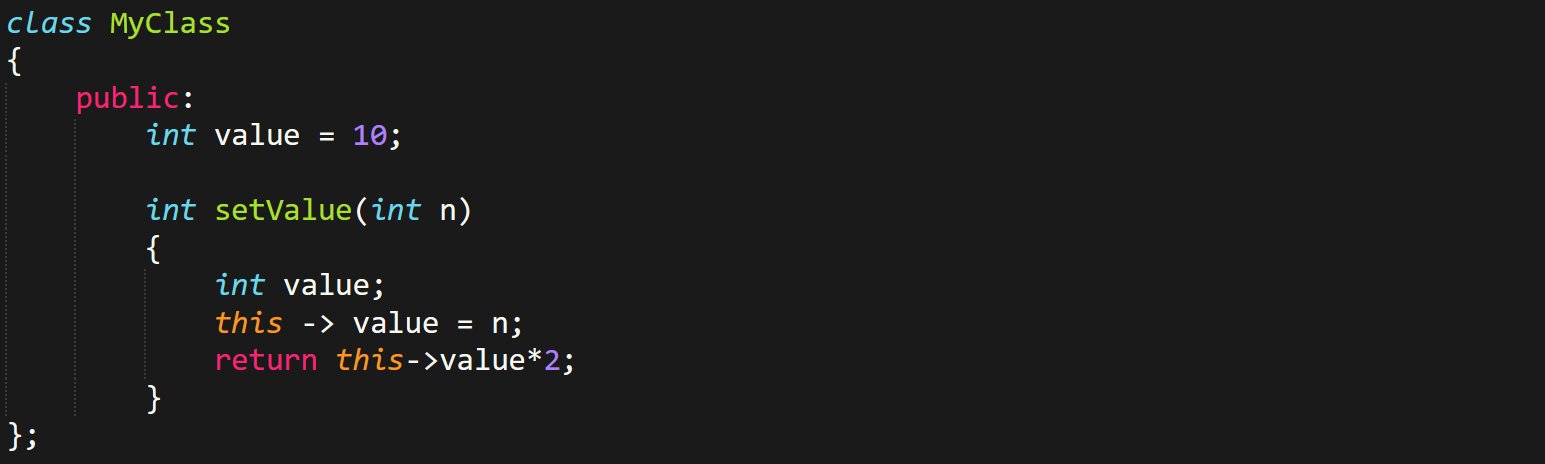 class MyClass
{
    public:
        int value = 10;

        int setValue(int n)
        {
            int value;
            this -> value = n;
            return this->value*2;
        }
};